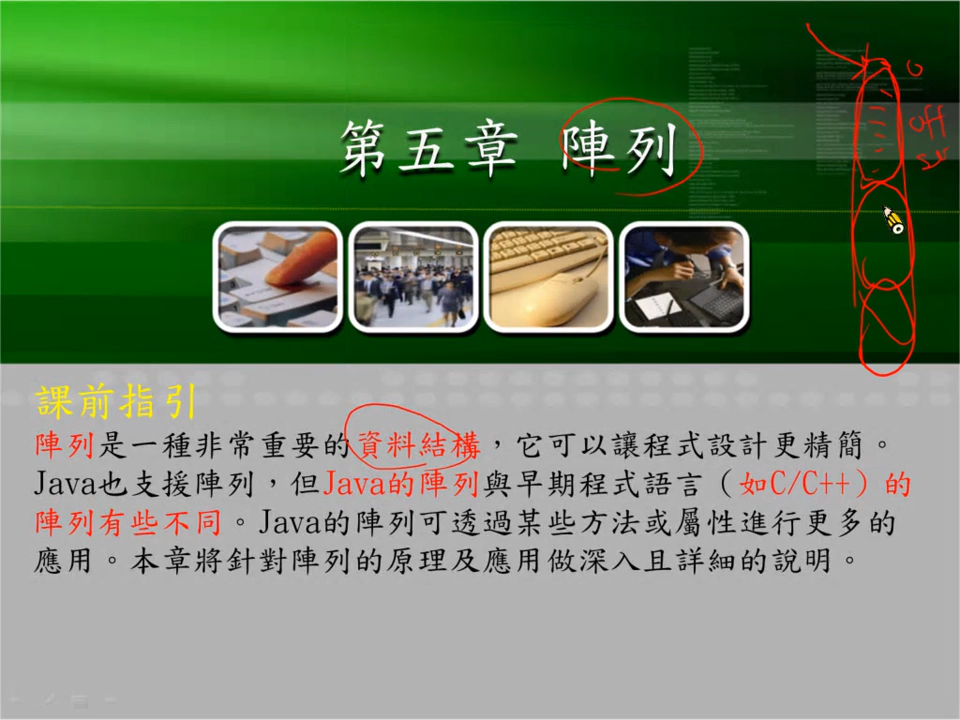 第五章 陣列
0
off
課前指引
陣列是一種非常重要的資料結構，它可以讓程式設計更精簡。
Java也支援陣列，但Java的陣列與早期程式語言（如C/C++）的
陣列有些不同。Java的陣列可透過某些方法或屬性進行更多的
應用。本章將針對陣列的原理及應用做深入且詳細的說明。